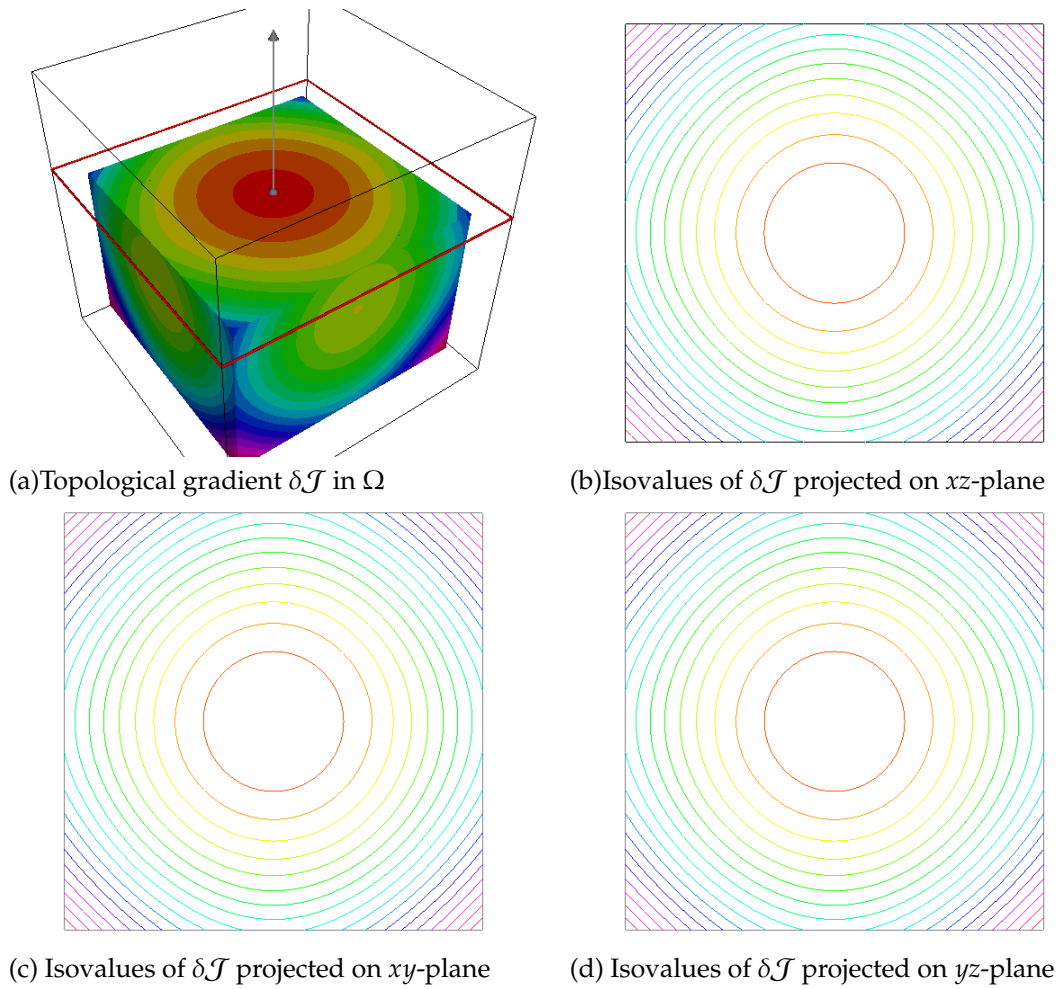 (a)Topological gradient δ𝒥 in Ω
(b)Isovalues of δ𝒥 projected on xz-plane
(c) Isovalues of δ𝒥 projected on xy-plane
(d) Isovalues of δ𝒥 projected on yz-plane